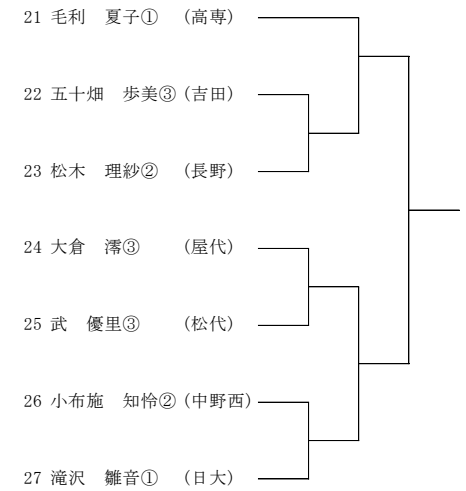 21 毛利　夏子① （高専）
22 五十畑　歩美③ （吉田）
23 松木　理紗② （長野）
24 大倉　澪③ （屋代）
25 武　優里③ （松代）
26 小布施　知怜② （中野西）
27 滝沢　雛音① （日大）